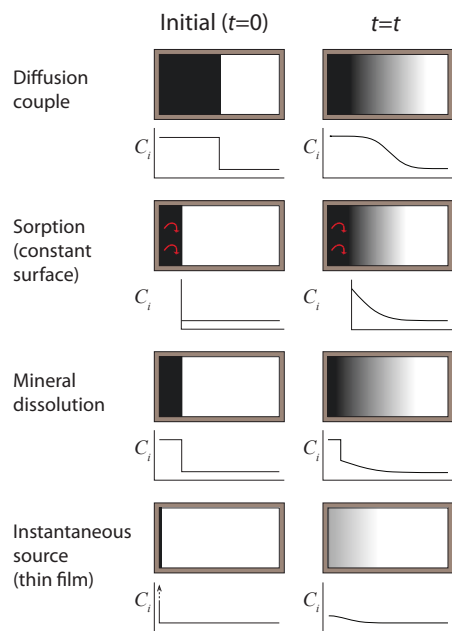 Initial (t=0)
t=t
Diffusion
couple
C_i
C_i
Sorption
(constant
surface)
C_i
C_i
Mineral
dissolution
C_i
C_i
Instantaneous
source
(thin film)
C_i
C_i